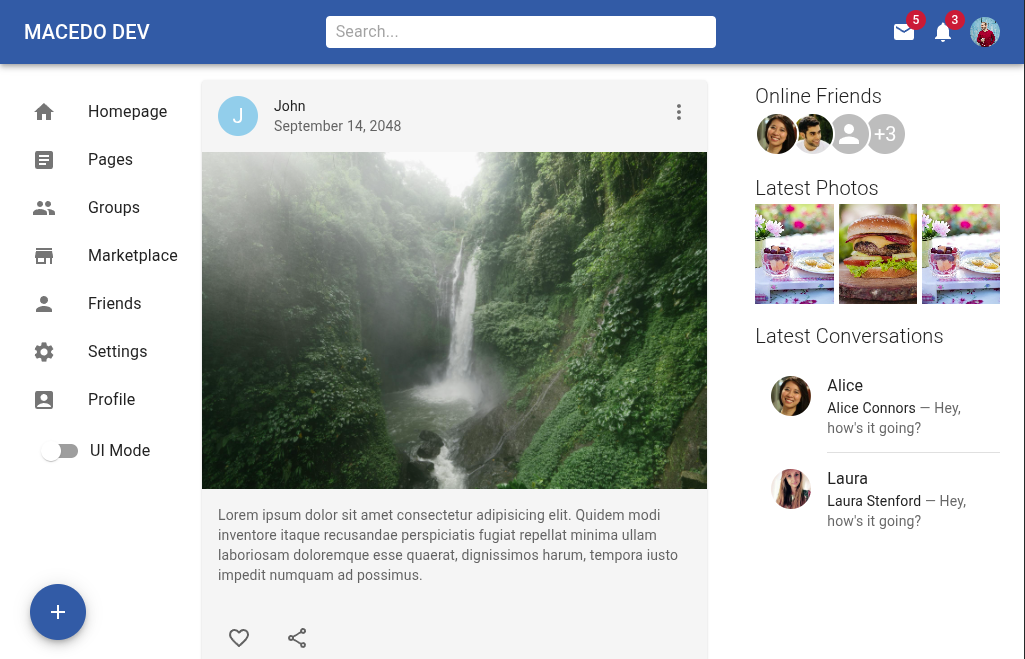 MACEDO DEV
Search...
5
3
Homepage
Pages
Groups
Marketplace
Friends
Settings
Profile
UI Mode
J
John
September 14, 2048
Lorem ipsum dolor sit amet consectetur adipisicing elit. Quidem modi
inventore itaque recusandae perspiciatis fugiat repellat minima ullam
laboriosam doloremque esse quaerat, dignissimos harum, tempora iusto
impedit numquam ad possimus.
Online Friends
+3
Latest Photos
Latest Conversations
Alice
Alice Connors — Hey,
how's it going?
Laura
Laura Stenford — Hey,
how's it going?